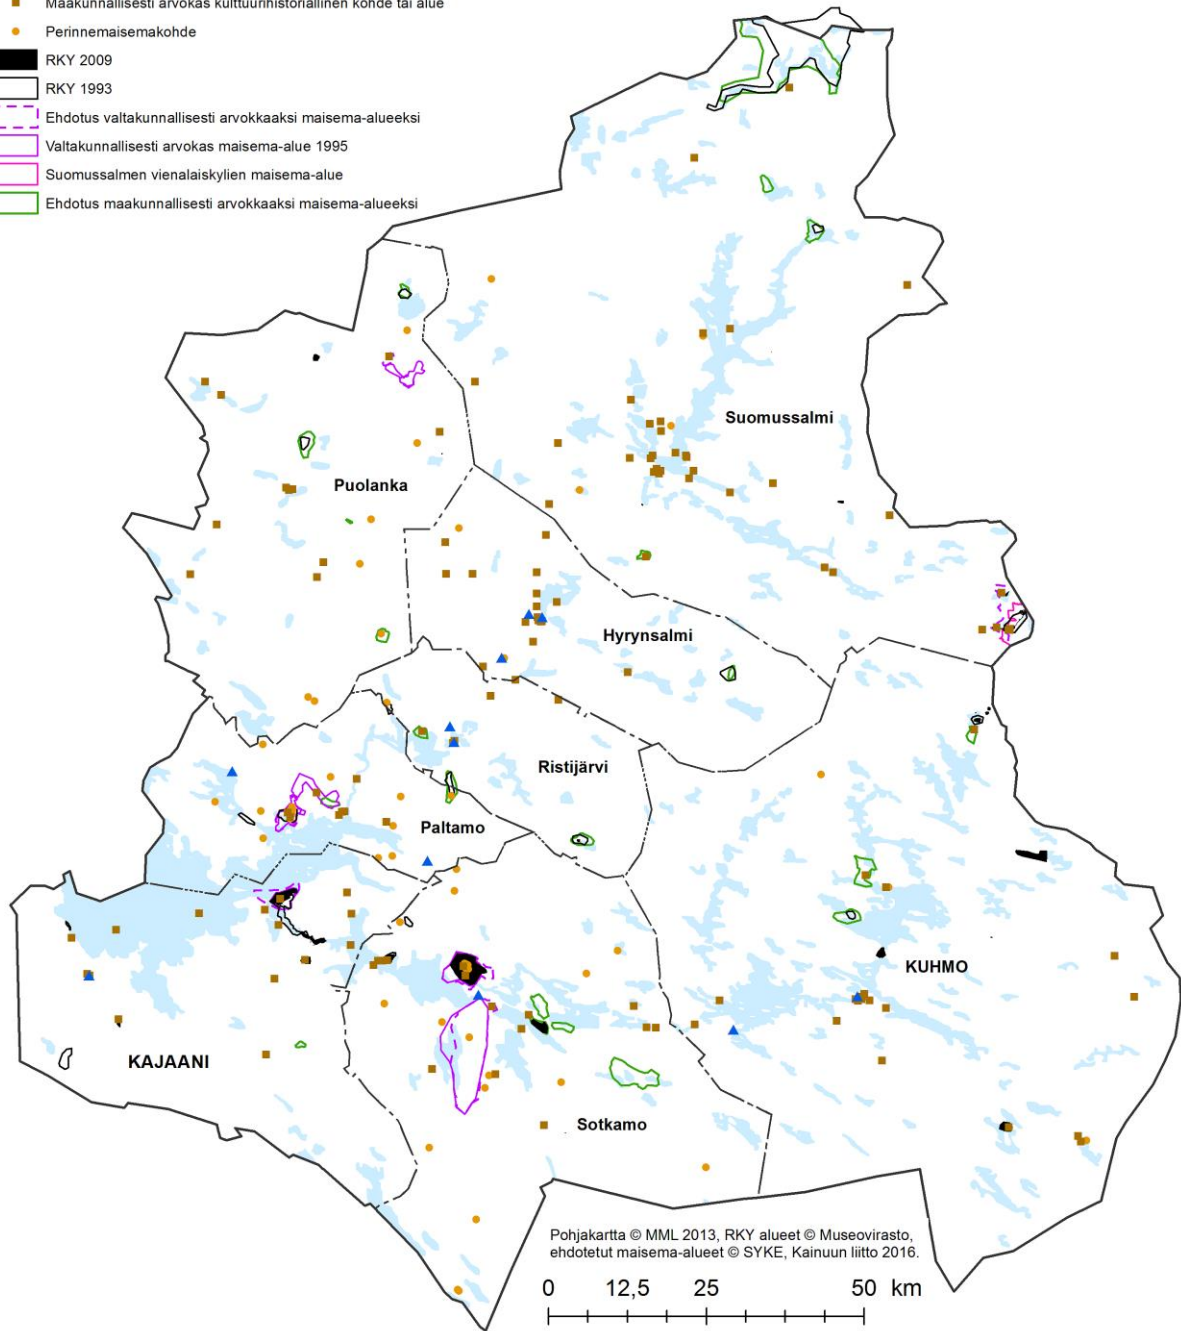 Maakunnallisesti arvokas kulttuurihistoriallinen kohde tai alue
Perinnemaisemakohde
RKY 2009
RKY 1993
Ehdotus valtakunnallisesti arvokkaaksi maisema-alueeksi
Valtakunnallisesti arvokas maisema-alue 1995
Suomussalmen vienalaiskylien maisema-alue
Ehdotus maakunnallisesti arvokkaaksi maisema-alueeksi
Suomussalmi
Puolanka
Hyrynsalmi
Ristijärvi
Paltamo
KUHMO
KAJAANI
Sotkamo
Pohjakartta © MML 2013, RKY alueet © Museovirasto,
ehdotetut maisema-alueet © SYKE, Kainuun liitto 2016.
0 12,5 25 50 km